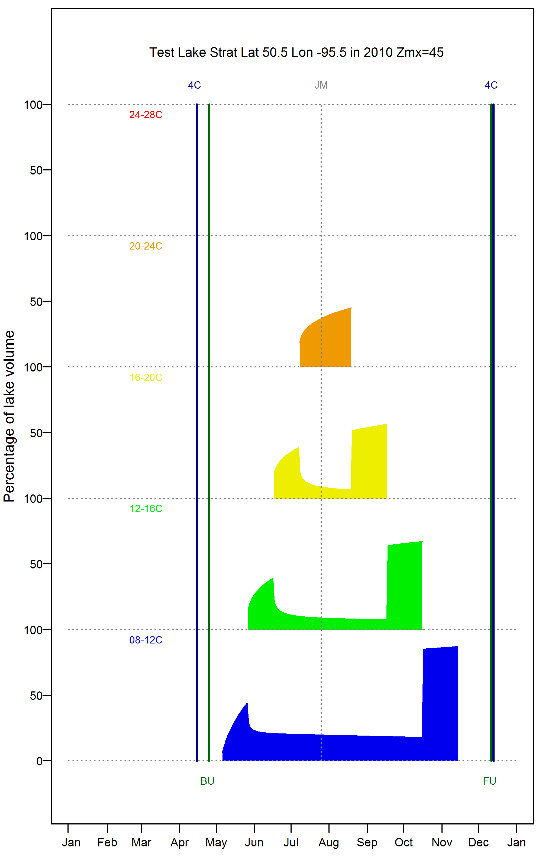 Test Lake Strat Lat 50.5 Lon -95.5 in 2010 Zmx=45
4C JM 4C
100
24-28C
50
100
20-24C
50
100
16-20C
50
100
12-16C
50
100
08-12C
50
0
BU FU
Jan Feb Mar Apr May Jun Jul Aug Sep Oct Nov Dec Jan
Percentage of lake volume